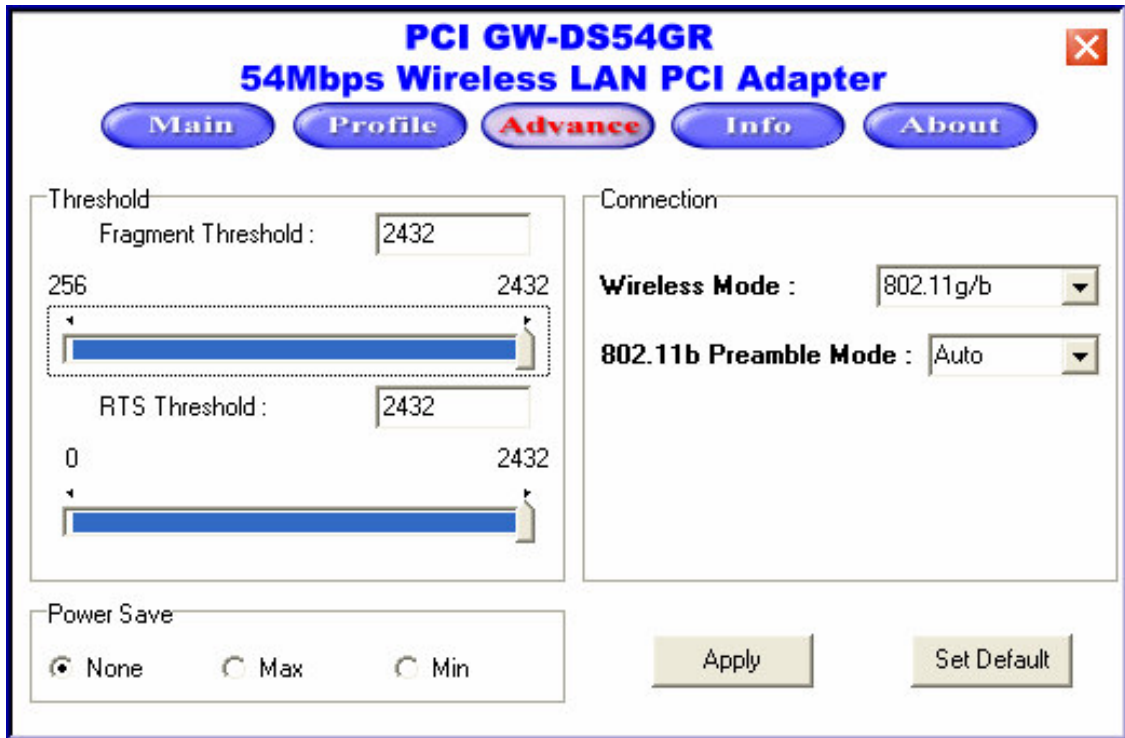 PCI GW-DS54GR
54Mbps Wireless LAN PCI Adapter
Main Profile Advance Info About
Threshold
Fragment Threshold : 2432
256 2432
RTS Threshold : 2432
0 2432
Connection
Wireless Mode : 802.11g/b
802.11b Preamble Mode : Auto
Power Save
None Max Min
Apply Set Default